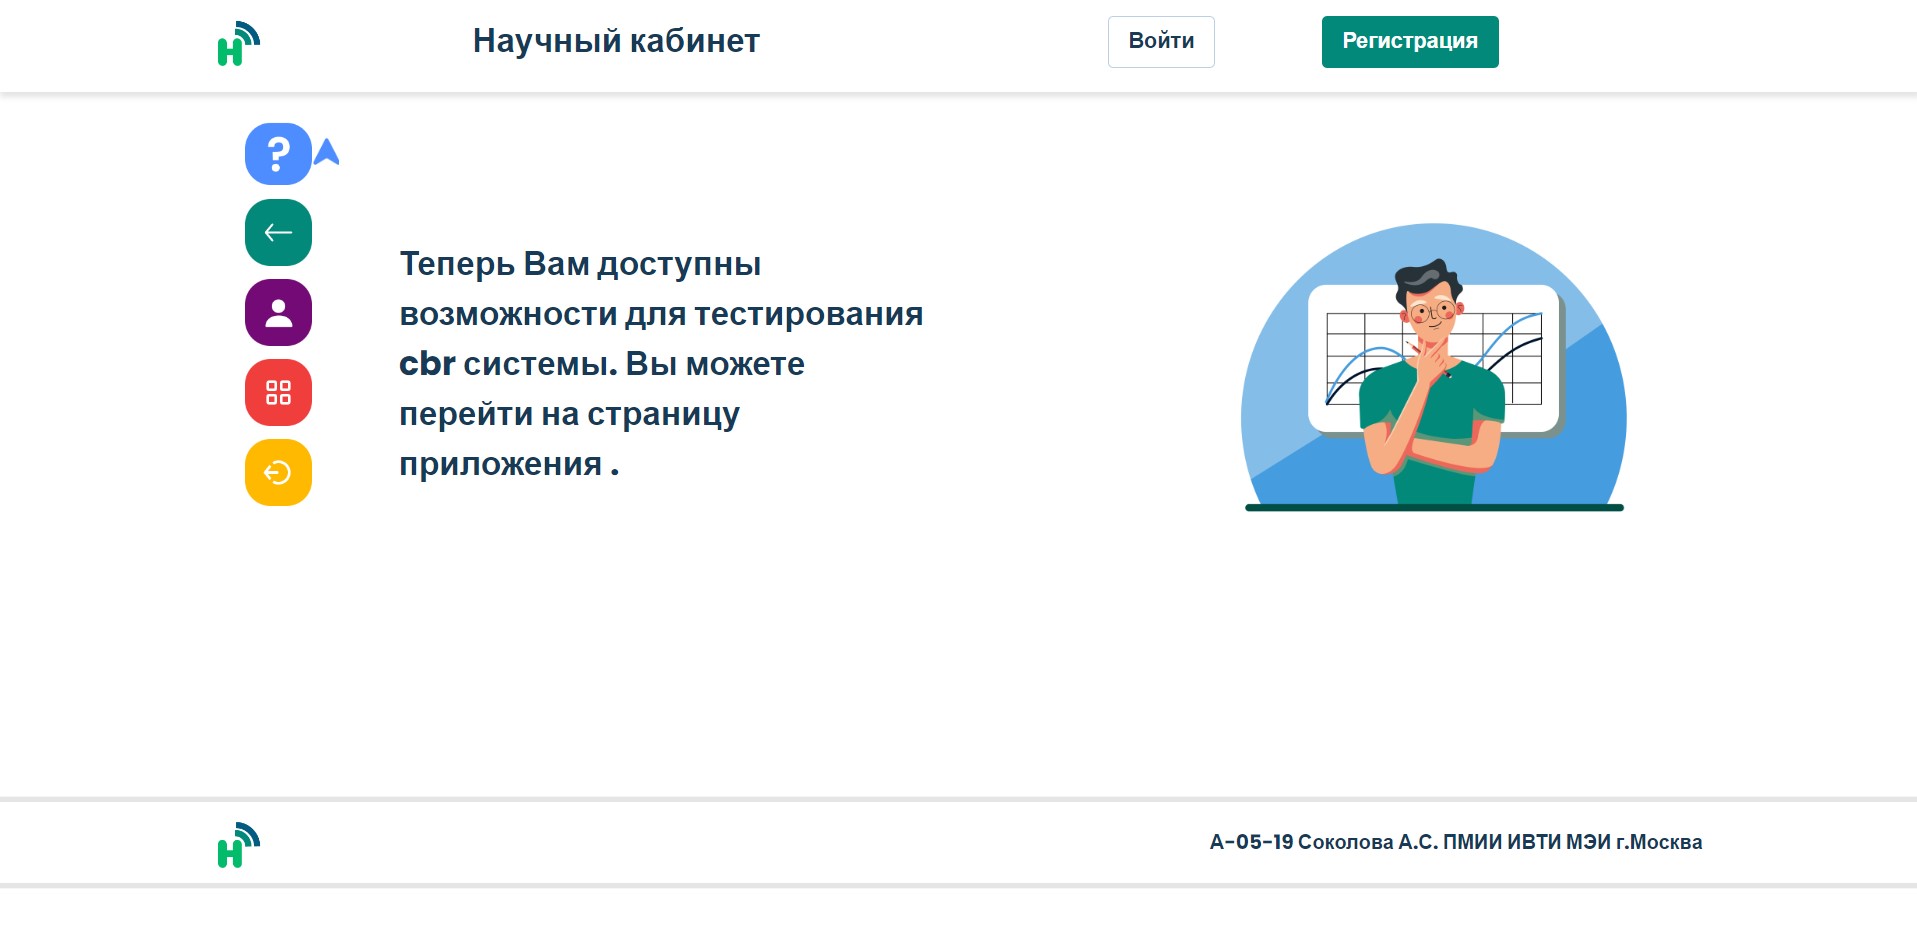 Научный кабинет
Войти
Регистрация
?
Теперь Вам доступны
возможности для тестирования
cbr системы. Вы можете
перейти на страницу
приложения .
А-05-19 Соколова А.С. ПМИИ ИВТИ МЭИ г.Москва